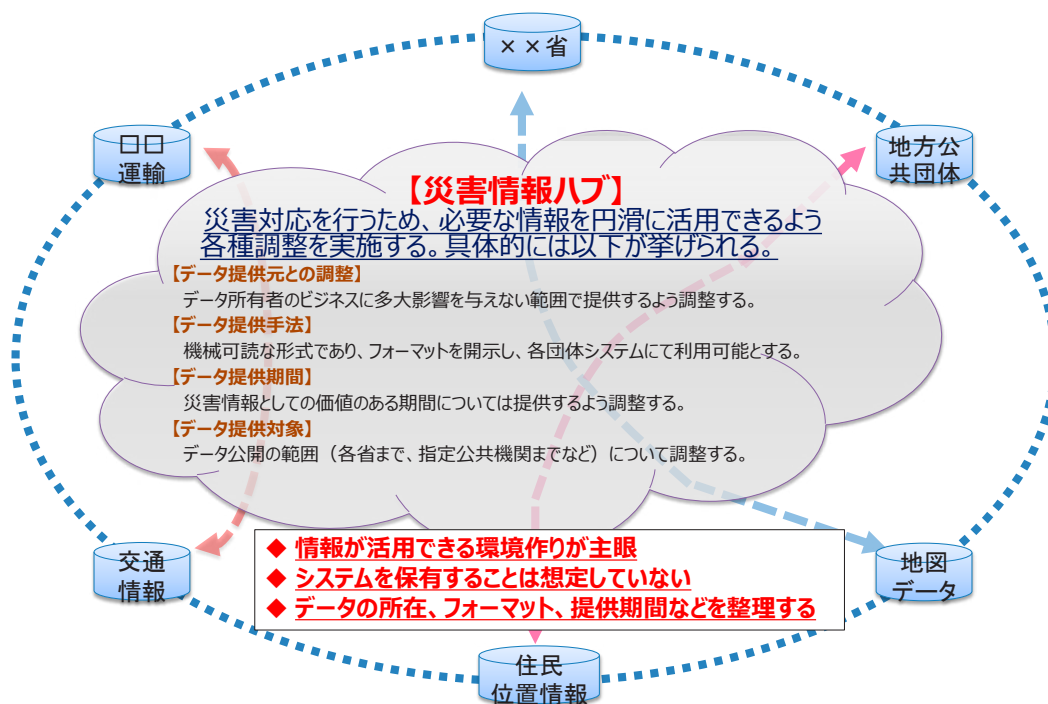 ××省
□□
運輸
地方公
共団体
【災害情報ハブ】
災害対応を行うため、必要な情報を円滑に活用できるよう
各種調整を実施する。具体的には以下が挙げられる。
【データ提供元との調整】
データ所有者のビジネスに多大影響を与えない範囲で提供するよう調整する。
【データ提供手法】
機械可読な形式であり、フォーマットを開示し、各団体システムにて利用可能とする。
【データ提供期間】
災害情報としての価値のある期間については提供するよう調整する。
【データ提供対象】
データ公開の範囲（各省まで、指定公共機関までなど）について調整する。
◆ 情報が活用できる環境作りが主眼
◆ システムを保有することは想定していない
◆ データの所在、フォーマット、提供期間などを整理する
交通
情報
地図
データ
住民
位置情報